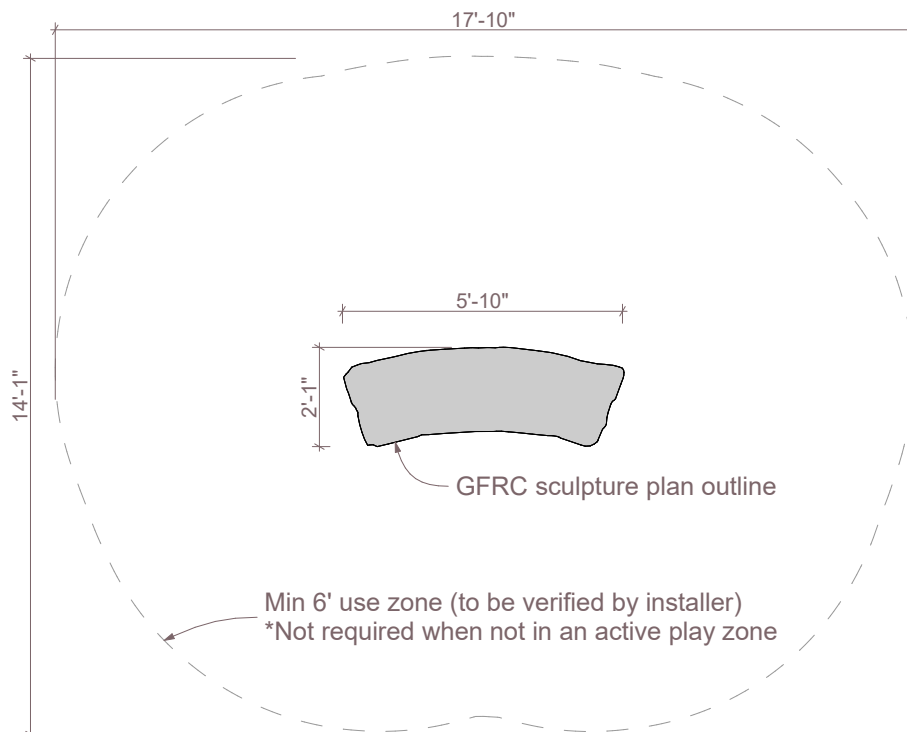 17'-10"
14'-1"
5'-10"
2'-1"
GFRC sculpture plan outline
Min 6' use zone (to be verified by installer)
*Not required when not in an active play zone